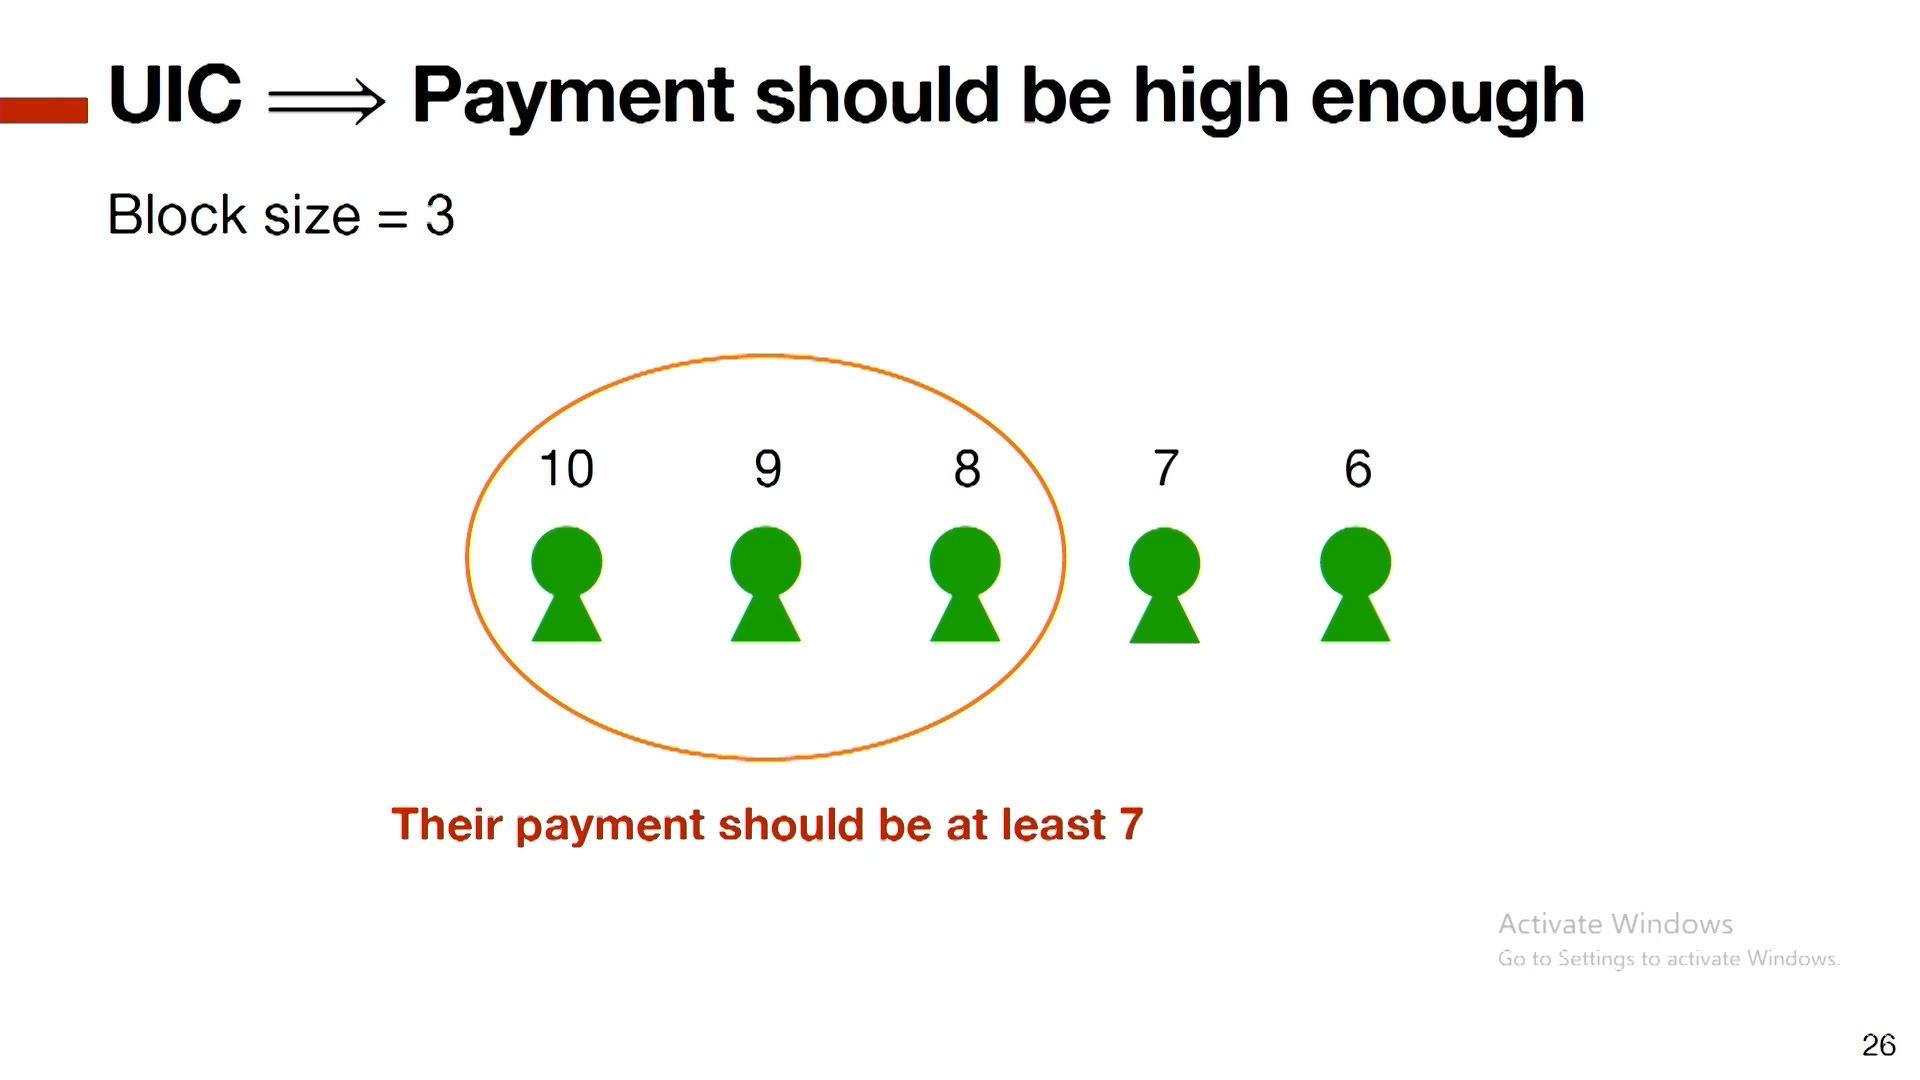 UIC ⟹ Payment should be high enough
Block size = 3
10 9 8 7 6
Their payment should be at least 7
Activate Windows
Go to Settings to activate Windows.
26